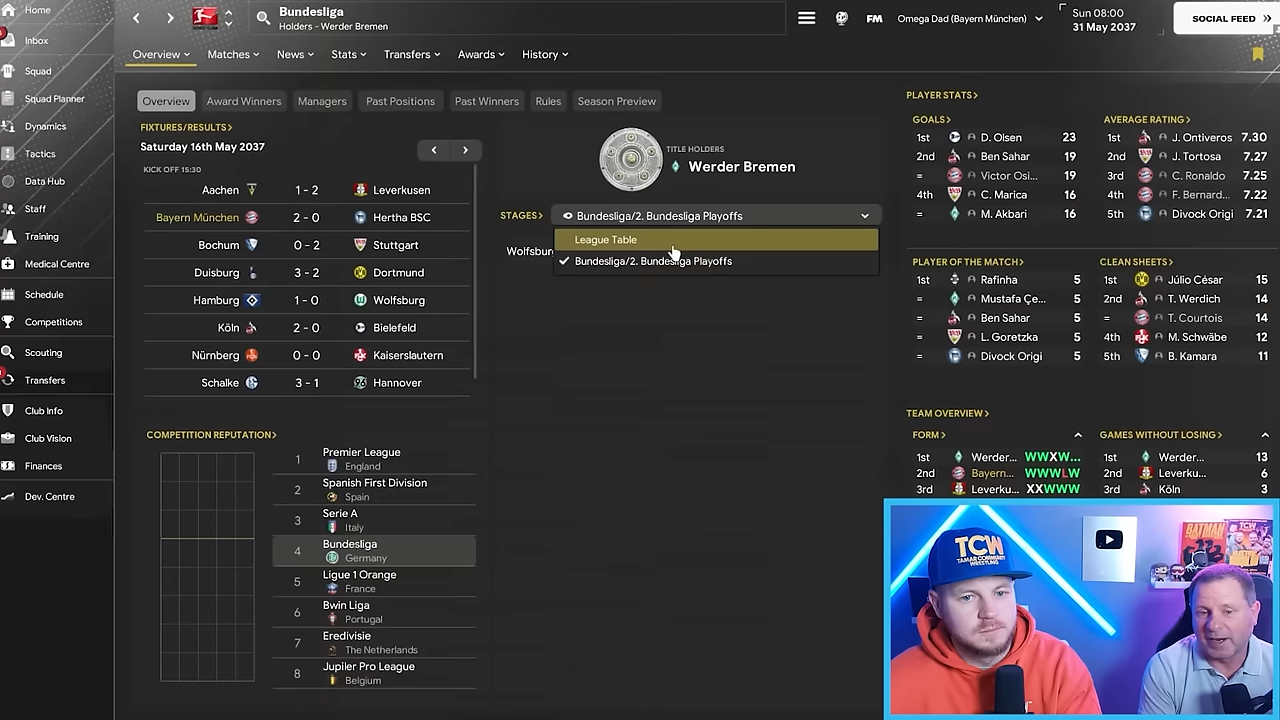 Home
Inbox
Squad
Squad Planner
Dynamics
Tactics
Data Hub
Staff
Training
Medical Centre
Schedule
Competitions
Scouting
Transfers
Club Info
Club Vision
Finances
Dev. Centre
Bundesliga
Holders - Werder Bremen
FM
Omega Dad (Bayern München)
Sun 08:00
31 May 2037
SOCIAL FEED
Overview
Matches
News
Stats
Transfers
Awards
History
Overview
Award Winners
Managers
Past Positions
Past Winners
Rules
Season Preview
FIXTURES/RESULTS
Saturday 16th May 2037
KICK OFF 15:30
Aachen 1 - 2 Leverkusen
Bayern München 2 - 0 Hertha BSC
Bochum 0 - 2 Stuttgart
Duisburg 3 - 2 Dortmund
Hamburg 1 - 0 Wolfsburg
Köln 2 - 0 Bielefeld
Nürnberg 0 - 0 Kaiserslautern
Schalke 3 - 1 Hannover
COMPETITION REPUTATION
1 Premier League
England
2 Spanish First Division
Spain
3 Serie A
Italy
4 Bundesliga
Germany
5 Ligue 1 Orange
France
6 Bwin Liga
Portugal
7 Eredivisie
The Netherlands
8 Jupiler Pro League
Belgium
TITLE HOLDERS
Werder Bremen
STAGES
Bundesliga/2. Bundesliga Playoffs
League Table
Bundesliga/2. Bundesliga Playoffs
Wolfsbur
PLAYER STATS
GOALS
1st D. Olsen 23
2nd Ben Sahar 19
= Victor Osi... 19
4th C. Marica 16
= M. Akbari 16
AVERAGE RATING
1st J. Ontiveros 7.30
2nd J. Tortosa 7.27
3rd C. Ronaldo 7.25
4th F. Bernard... 7.22
5th Divock Origi 7.21
PLAYER OF THE MATCH
1st Rafinha 5
= Mustafa Çe... 5
= Ben Sahar 5
= L. Goretzka 5
= Divock Origi 5
CLEAN SHEETS
1st Júlio César 15
2nd T. Werdich 14
= T. Courtois 14
4th M. Schwäbe 12
5th B. Kamara 11
TEAM OVERVIEW
FORM
1st Werder... WWXW...
2nd Bayern... WWWLW
3rd Leverku... XXWWW
GAMES WITHOUT LOSING
1st Werder... 13
2nd Leverku... 6
3rd Köln 3
TCW
TAMAR COMMUNITY
WRESTLING
BATMAN
TCW